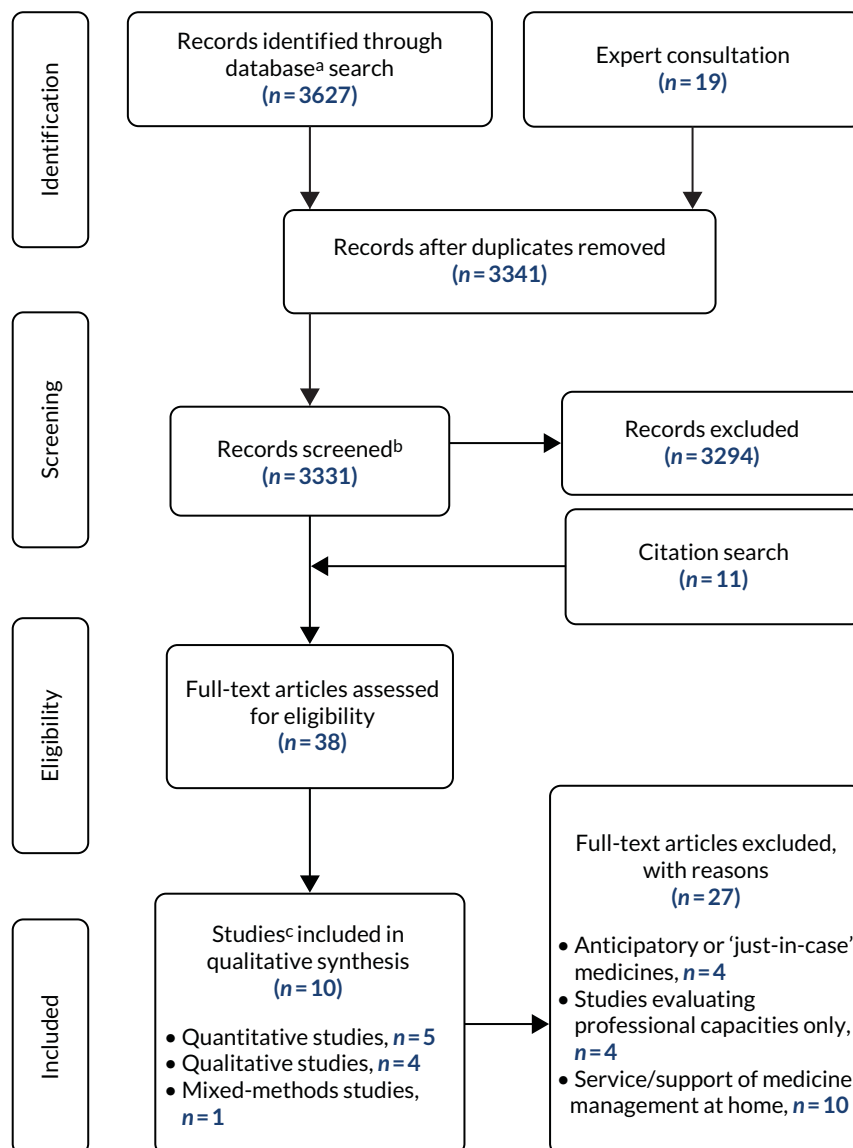 Identification
Records identified through
databasea search
(n=3627)
Expert consultation
(n=19)
Records after duplicates removed
(n=3341)
Screening
Records screenedb
(n=3331)
Records excluded
(n=3294)
Citation search
(n=11)
Eligibility
Full-text articles assessed
for eligibility
(n=38)
Included
Studiesc included in
qualitative synthesis
(n=10)
• Quantitative studies, n=5
• Qualitative studies, n=4
• Mixed-methods studies,
n=1
Full-text articles excluded,
with reasons
(n=27)
• Anticipatory or ‘just-in-case’
medicines, n=4
• Studies evaluating
professional capacities only,
n=4
• Service/support of medicine
management at home, n=10